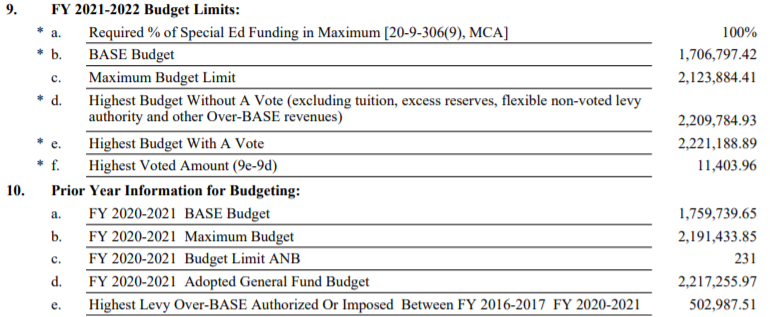 9. FY 2021-2022 Budget Limits:
* a. Required % of Special Ed Funding in Maximum [20-9-306(9), MCA] 100%
* b. BASE Budget 1,706,797.42
c. Maximum Budget Limit 2,123,884.41
* d. Highest Budget Without A Vote (excluding tuition, excess reserves, flexible non-voted levy
authority and other Over-BASE revenues) 2,209,784.93
* e. Highest Budget With A Vote 2,221,188.89
* f. Highest Voted Amount (9e-9d) 11,403.96
10. Prior Year Information for Budgeting:
a. FY 2020-2021 BASE Budget 1,759,739.65
b. FY 2020-2021 Maximum Budget 2,191,433.85
c. FY 2020-2021 Budget Limit ANB 231
d. FY 2020-2021 Adopted General Fund Budget 2,217,255.97
e. Highest Levy Over-BASE Authorized Or Imposed Between FY 2016-2017 FY 2020-2021 502,987.51